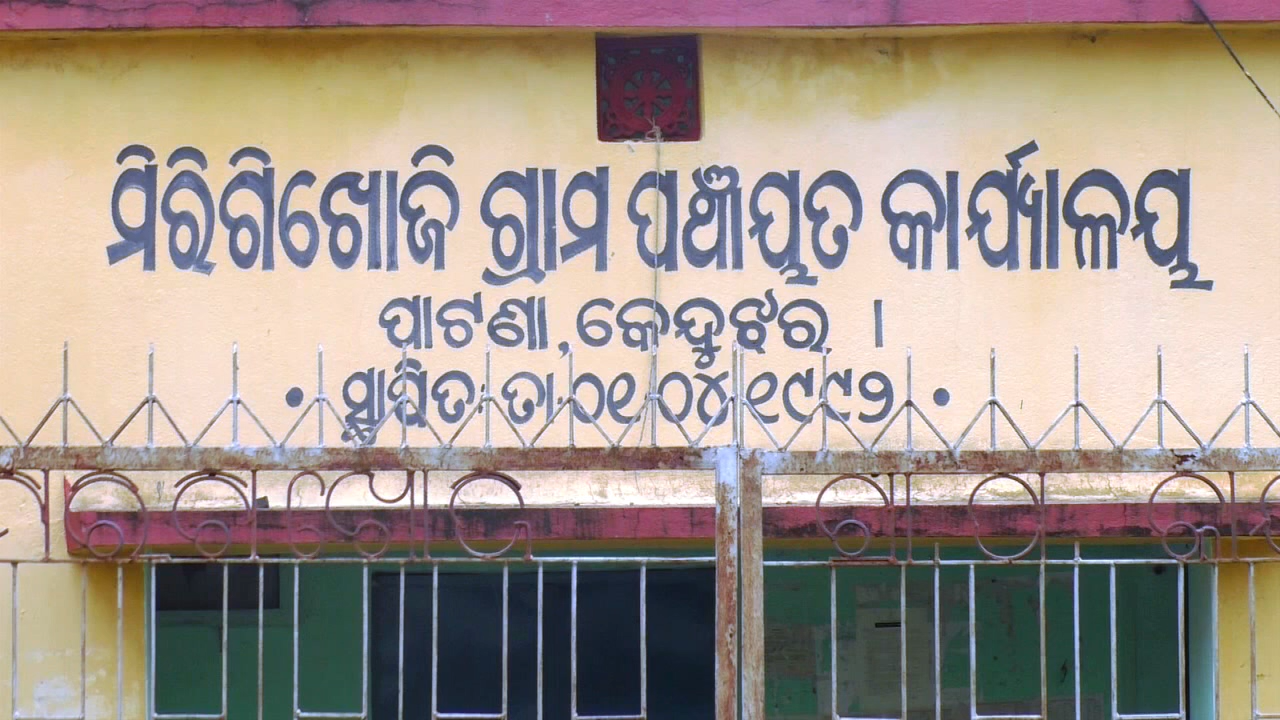 ମିରିଗିଖୋଜି ଗ୍ରାମ ପଞ୍ଚାୟତ କାର୍ଯ୍ୟାଳୟ
ପାଟଣା, କେନ୍ଦୁଝର ।
• ସ୍ଥାପିତ: ତା: ୦୧.୦୪.୧୯୯୨ •